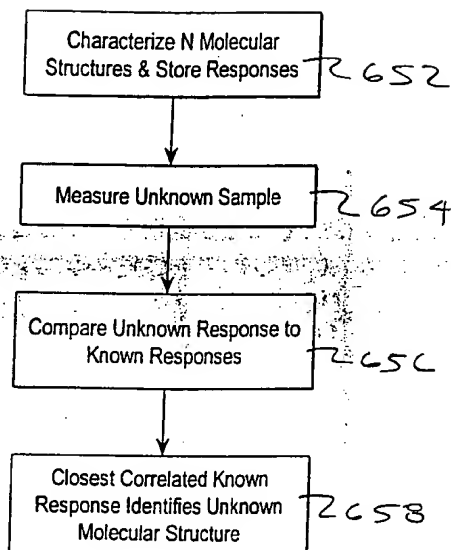 Characterize N Molecular
Structures & Store Responses
652
Measure Unknown Sample
654
Compare Unknown Response to
Known Responses
656
Closest Correlated Known
Response Identifies Unknown
Molecular Structure
658